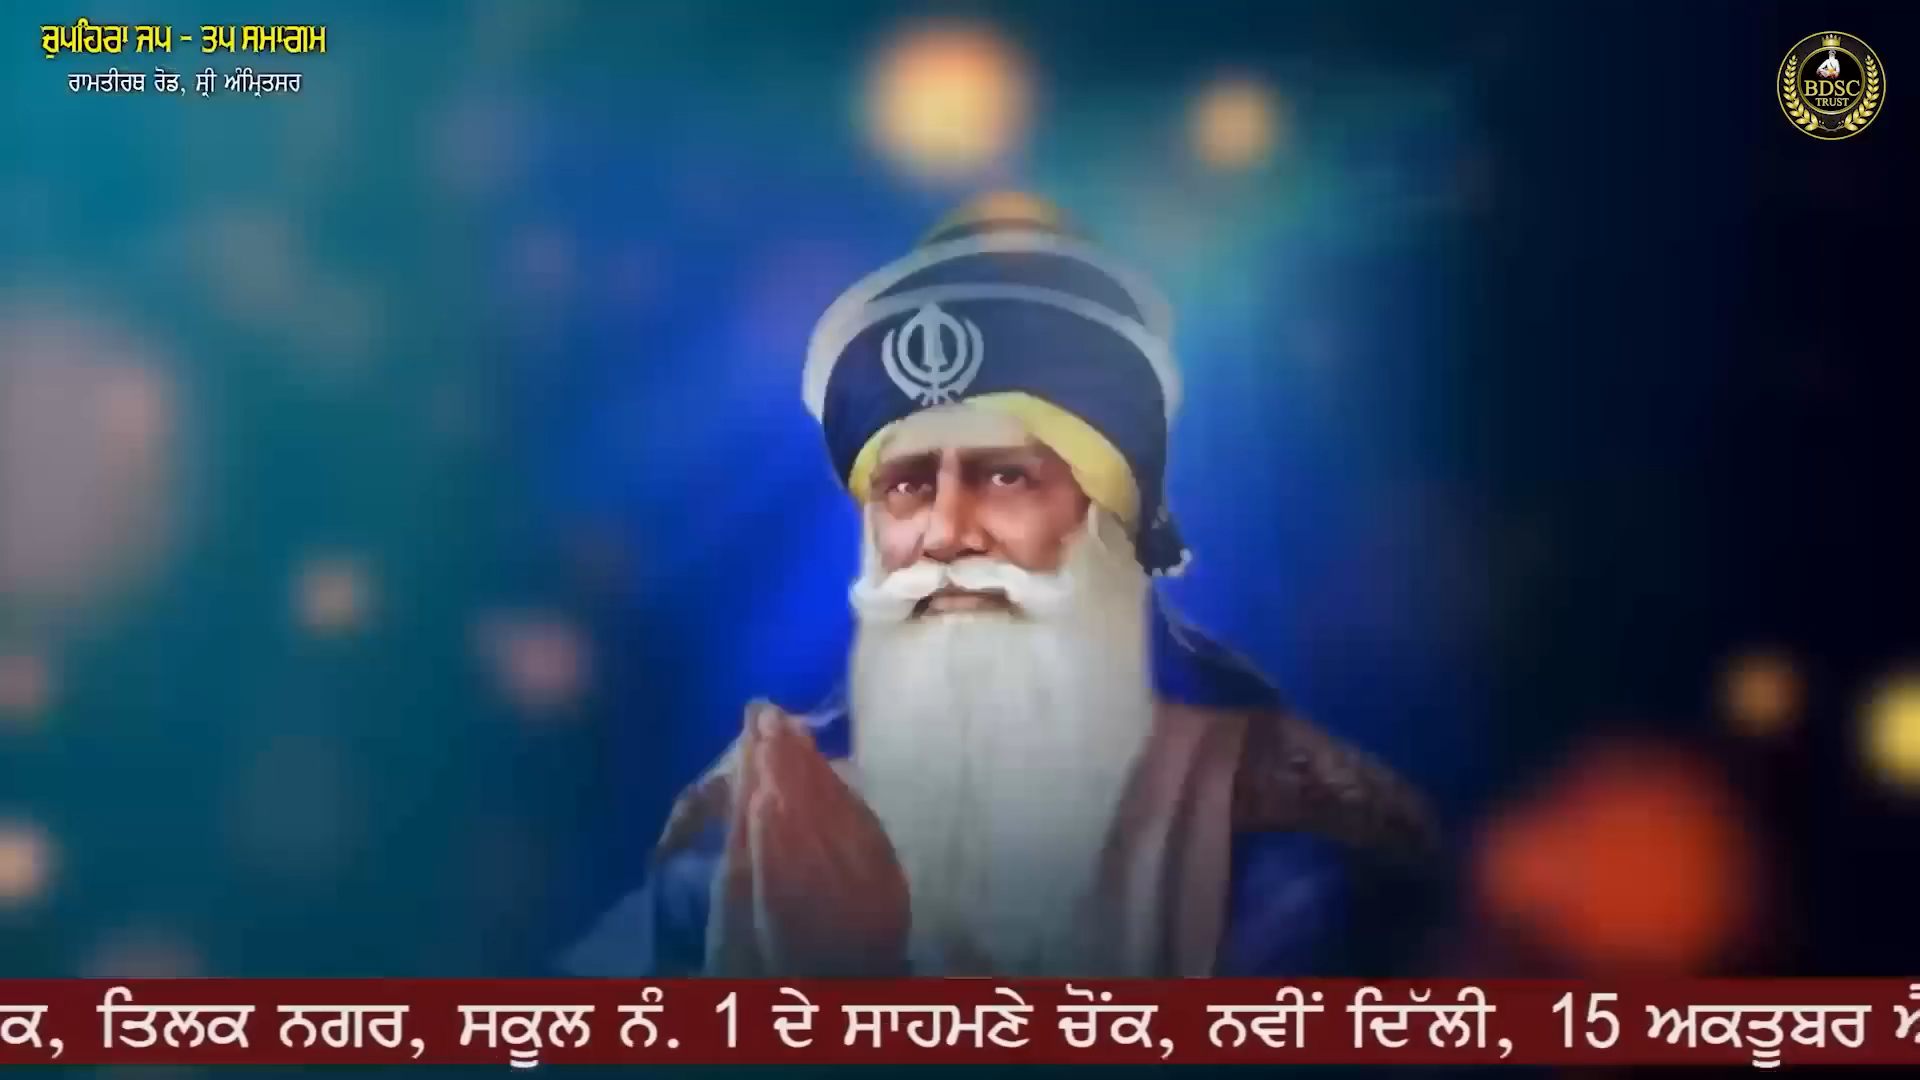 ਚੁਪਹਿਰਾ ਜਪ - ਤਪ ਸਮਾਗਮ
ਰਾਮਤੀਰਥ ਰੋਡ, ਸ੍ਰੀ ਅੰਮ੍ਰਿਤਸਰ
BDSC
TRUST
ਤਿਲਕ ਨਗਰ, ਸਕੂਲ ਨੰ. 1 ਦੇ ਸਾਹਮਣੇ ਚੋਂਕ, ਨਵੀਂ ਦਿੱਲੀ, 15 ਅਕਤੂਬਰ